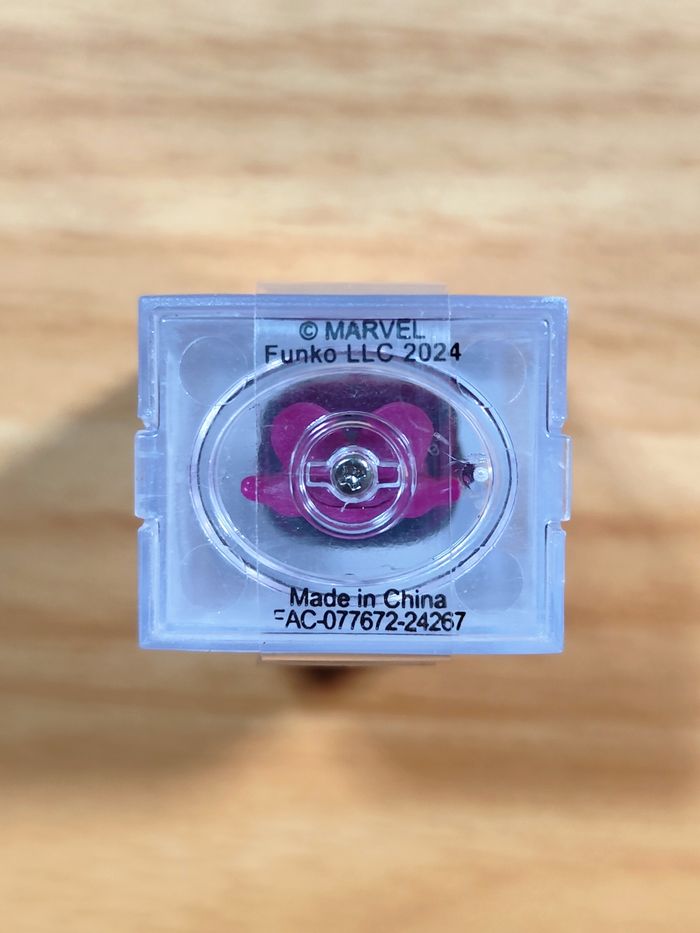 © MARVEL
Funko LLC 2024
Made in China
FAC-077672-24267